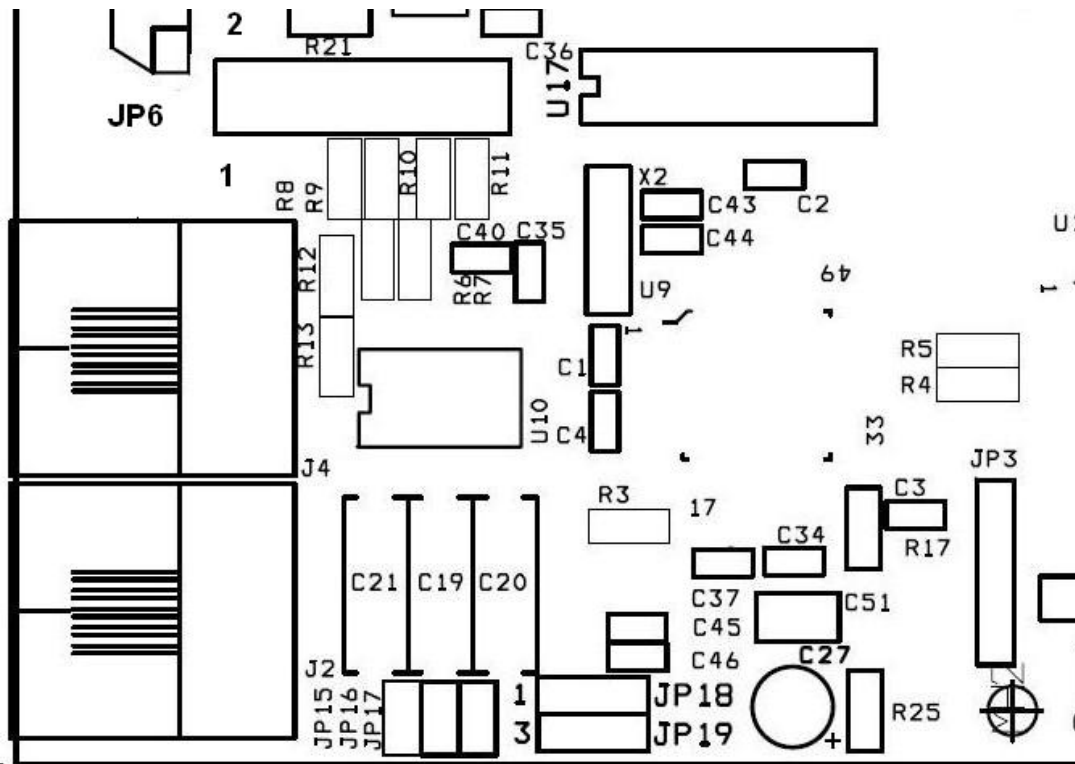 2
R21
C36
U17
JP6
1
R8
R9
R10
R11
X2
C43
C2
C44
C40
C35
R12
R6
R7
U9
49
1
1
R13
C1
R5
R4
U10
C4
33
J4
JP3
R3
17
C3
R17
C34
C21
C19
C20
C37
C51
C45
C46
C27
J2
JP15
JP16
JP17
1
JP18
3
JP19
+
R25